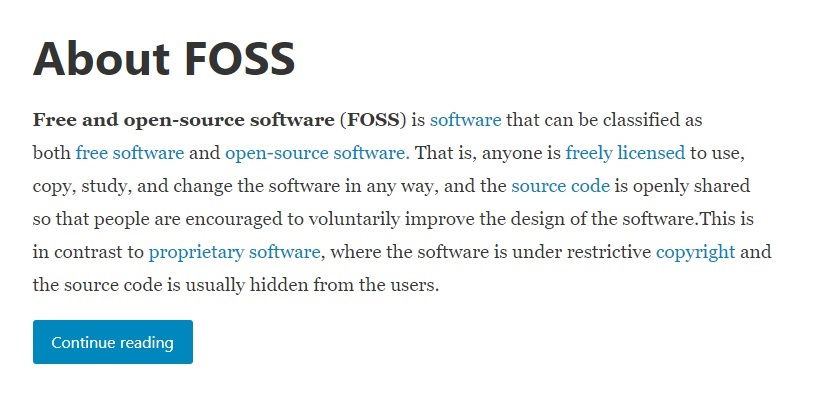 About FOSS
Free and open-source software (FOSS) is software that can be classified as
both free software and open-source software. That is, anyone is freely licensed to use,
copy, study, and change the software in any way, and the source code is openly shared
so that people are encouraged to voluntarily improve the design of the software.This is
in contrast to proprietary software, where the software is under restrictive copyright and
the source code is usually hidden from the users.
Continue reading